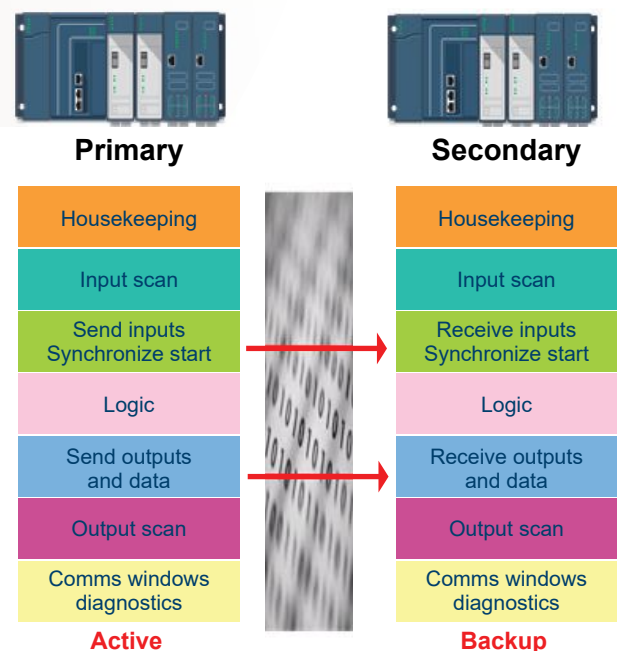 Primary
Secondary
Housekeeping
Housekeeping
Input scan
Input scan
Send inputs
Synchronize start
Receive inputs
Synchronize start
Logic
Logic
Send outputs
and data
Receive outputs
and data
Output scan
Output scan
Comms windows
diagnostics
Comms windows
diagnostics
Active
Backup